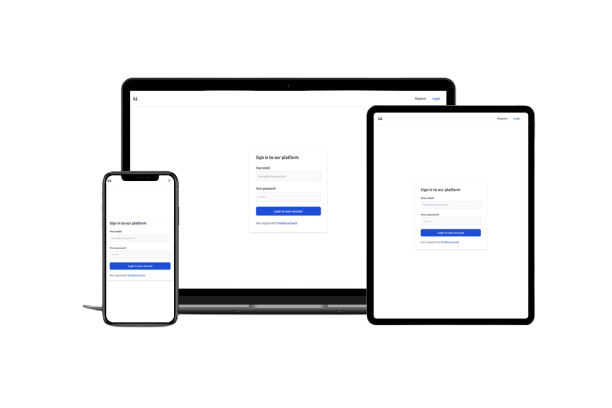 LL
Register
Login
Sign in to our platform
Your email
name@company.com
Your password
Login to your account
Not registered? Create account
LL
Register
Login
Sign in to our platform
Your email
name@company.com
Your password
Login to your account
Not registered? Create account
LL
Sign in to our platform
Your email
name@company.com
Your password
Login to your account
Not registered? Create account